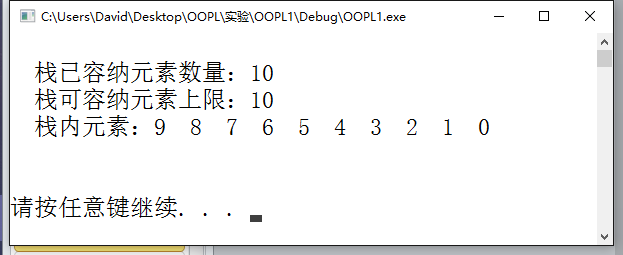 C:\Users\David\Desktop\OOPL\实验\OOPL1\Debug\OOPL1.exe
栈已容纳元素数量：10
栈可容纳元素上限：10
栈内元素：9 8 7 6 5 4 3 2 1 0
请按任意键继续. . .